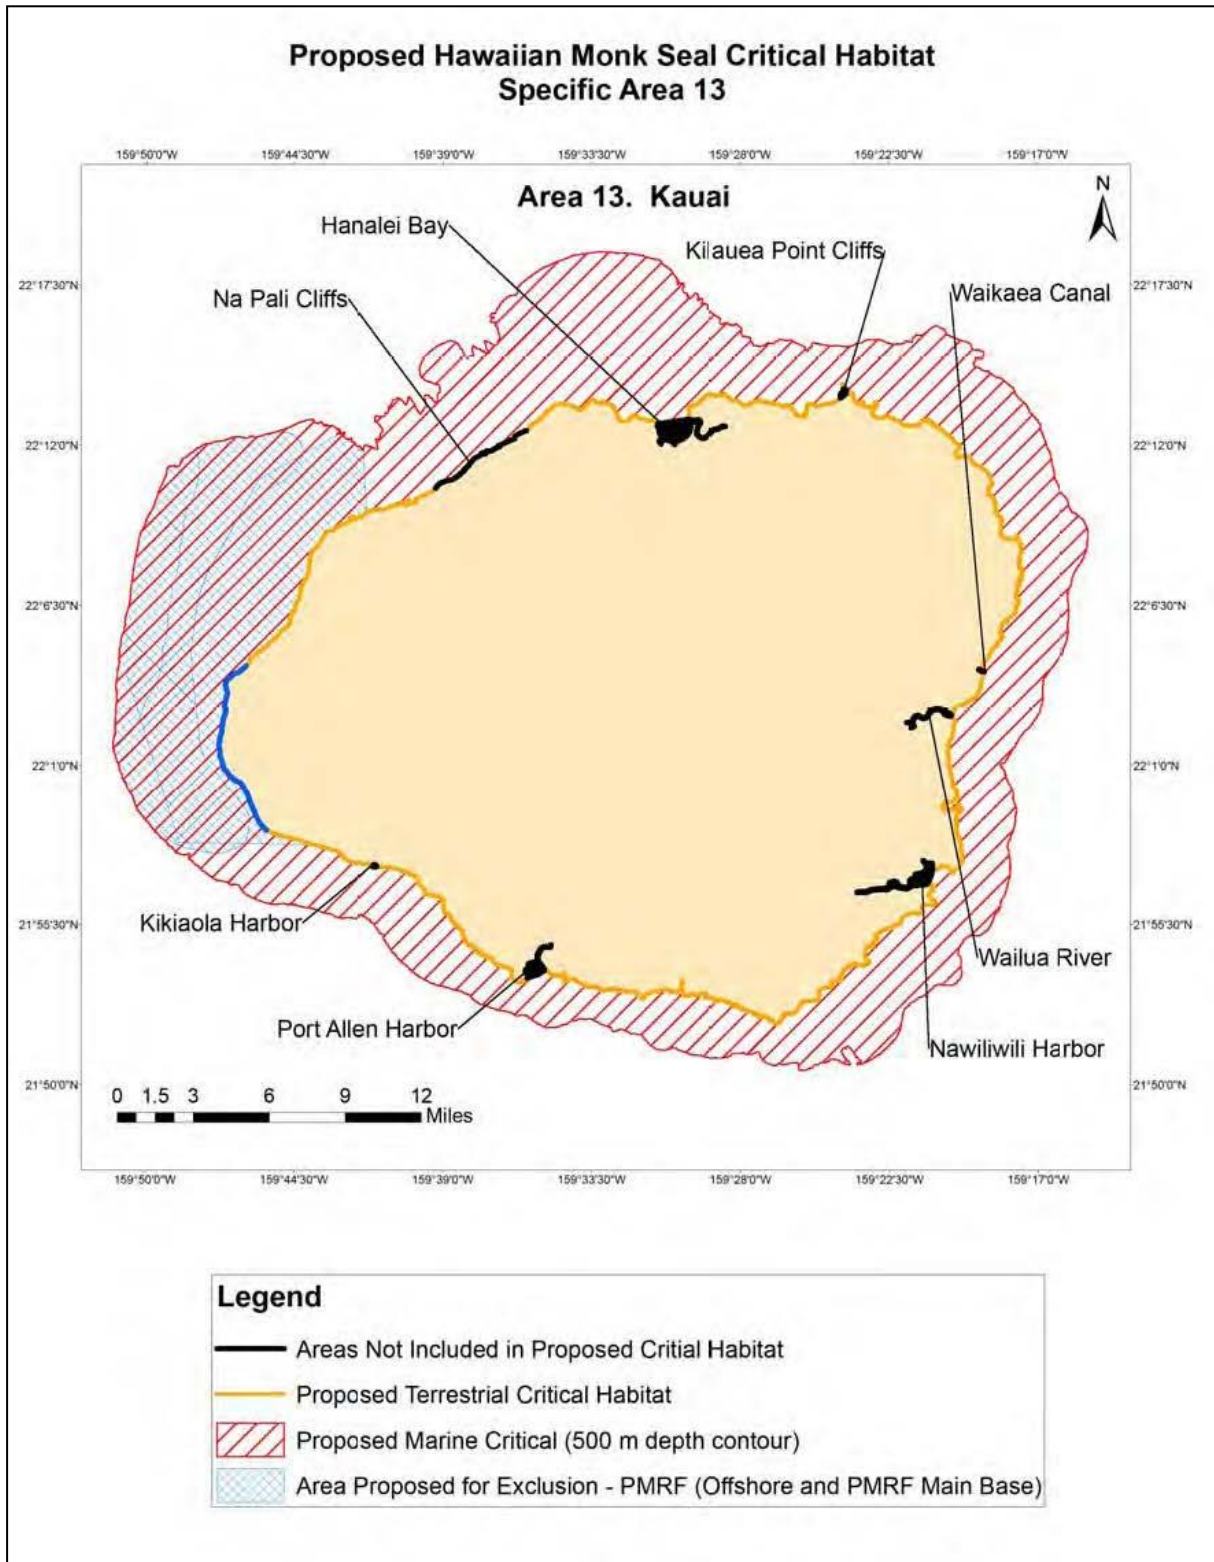 Proposed Hawaiian Monk Seal Critical Habitat
Specific Area 13
159°50'0"W 159°44'30"W 159°39'0"W 159°33'30"W 159°28'0"W 159°22'30"W 159°17'0"W
Area 13. Kauai
N
Hanalei Bay
Kilauea Point Cliffs
22°17'30"N
Na Pali Cliffs
Waikaea Canal
22°17'30"N
22°12'0"N
22°12'0"N
22°6'30"N
22°6'30"N
22°1'0"N
22°1'0"N
Kikiaola Harbor
21°55'30"N
21°55'30"N
Wailua River
Port Allen Harbor
Nawiliwili Harbor
21°50'0"N
21°50'0"N
0 1.5 3 6 9 12
Miles
159°50'0"W 159°44'30"W 159°39'0"W 159°33'30"W 159°28'0"W 159°22'30"W 159°17'0"W
Legend
Areas Not Included in Proposed Critial Habitat
Proposed Terrestrial Critical Habitat
Proposed Marine Critical (500 m depth contour)
Area Proposed for Exclusion - PMRF (Offshore and PMRF Main Base)